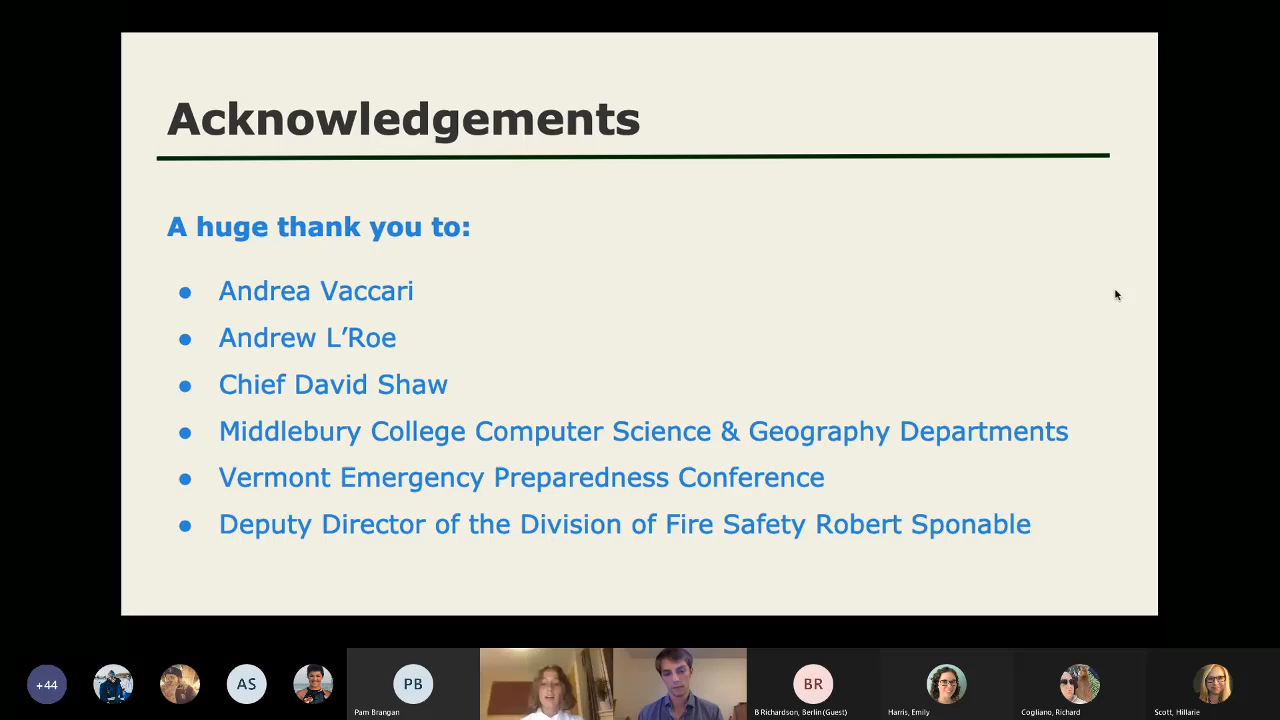 Acknowledgements
A huge thank you to:
● Andrea Vaccari
● Andrew L’Roe
● Chief David Shaw
● Middlebury College Computer Science & Geography Departments
● Vermont Emergency Preparedness Conference
● Deputy Director of the Division of Fire Safety Robert Sponable
+44
AS
PB
BR
Pam Brangan
B Richardson, Berlin (Guest)
Harris, Emily
Cogliano, Richard
Scott, Hillarie